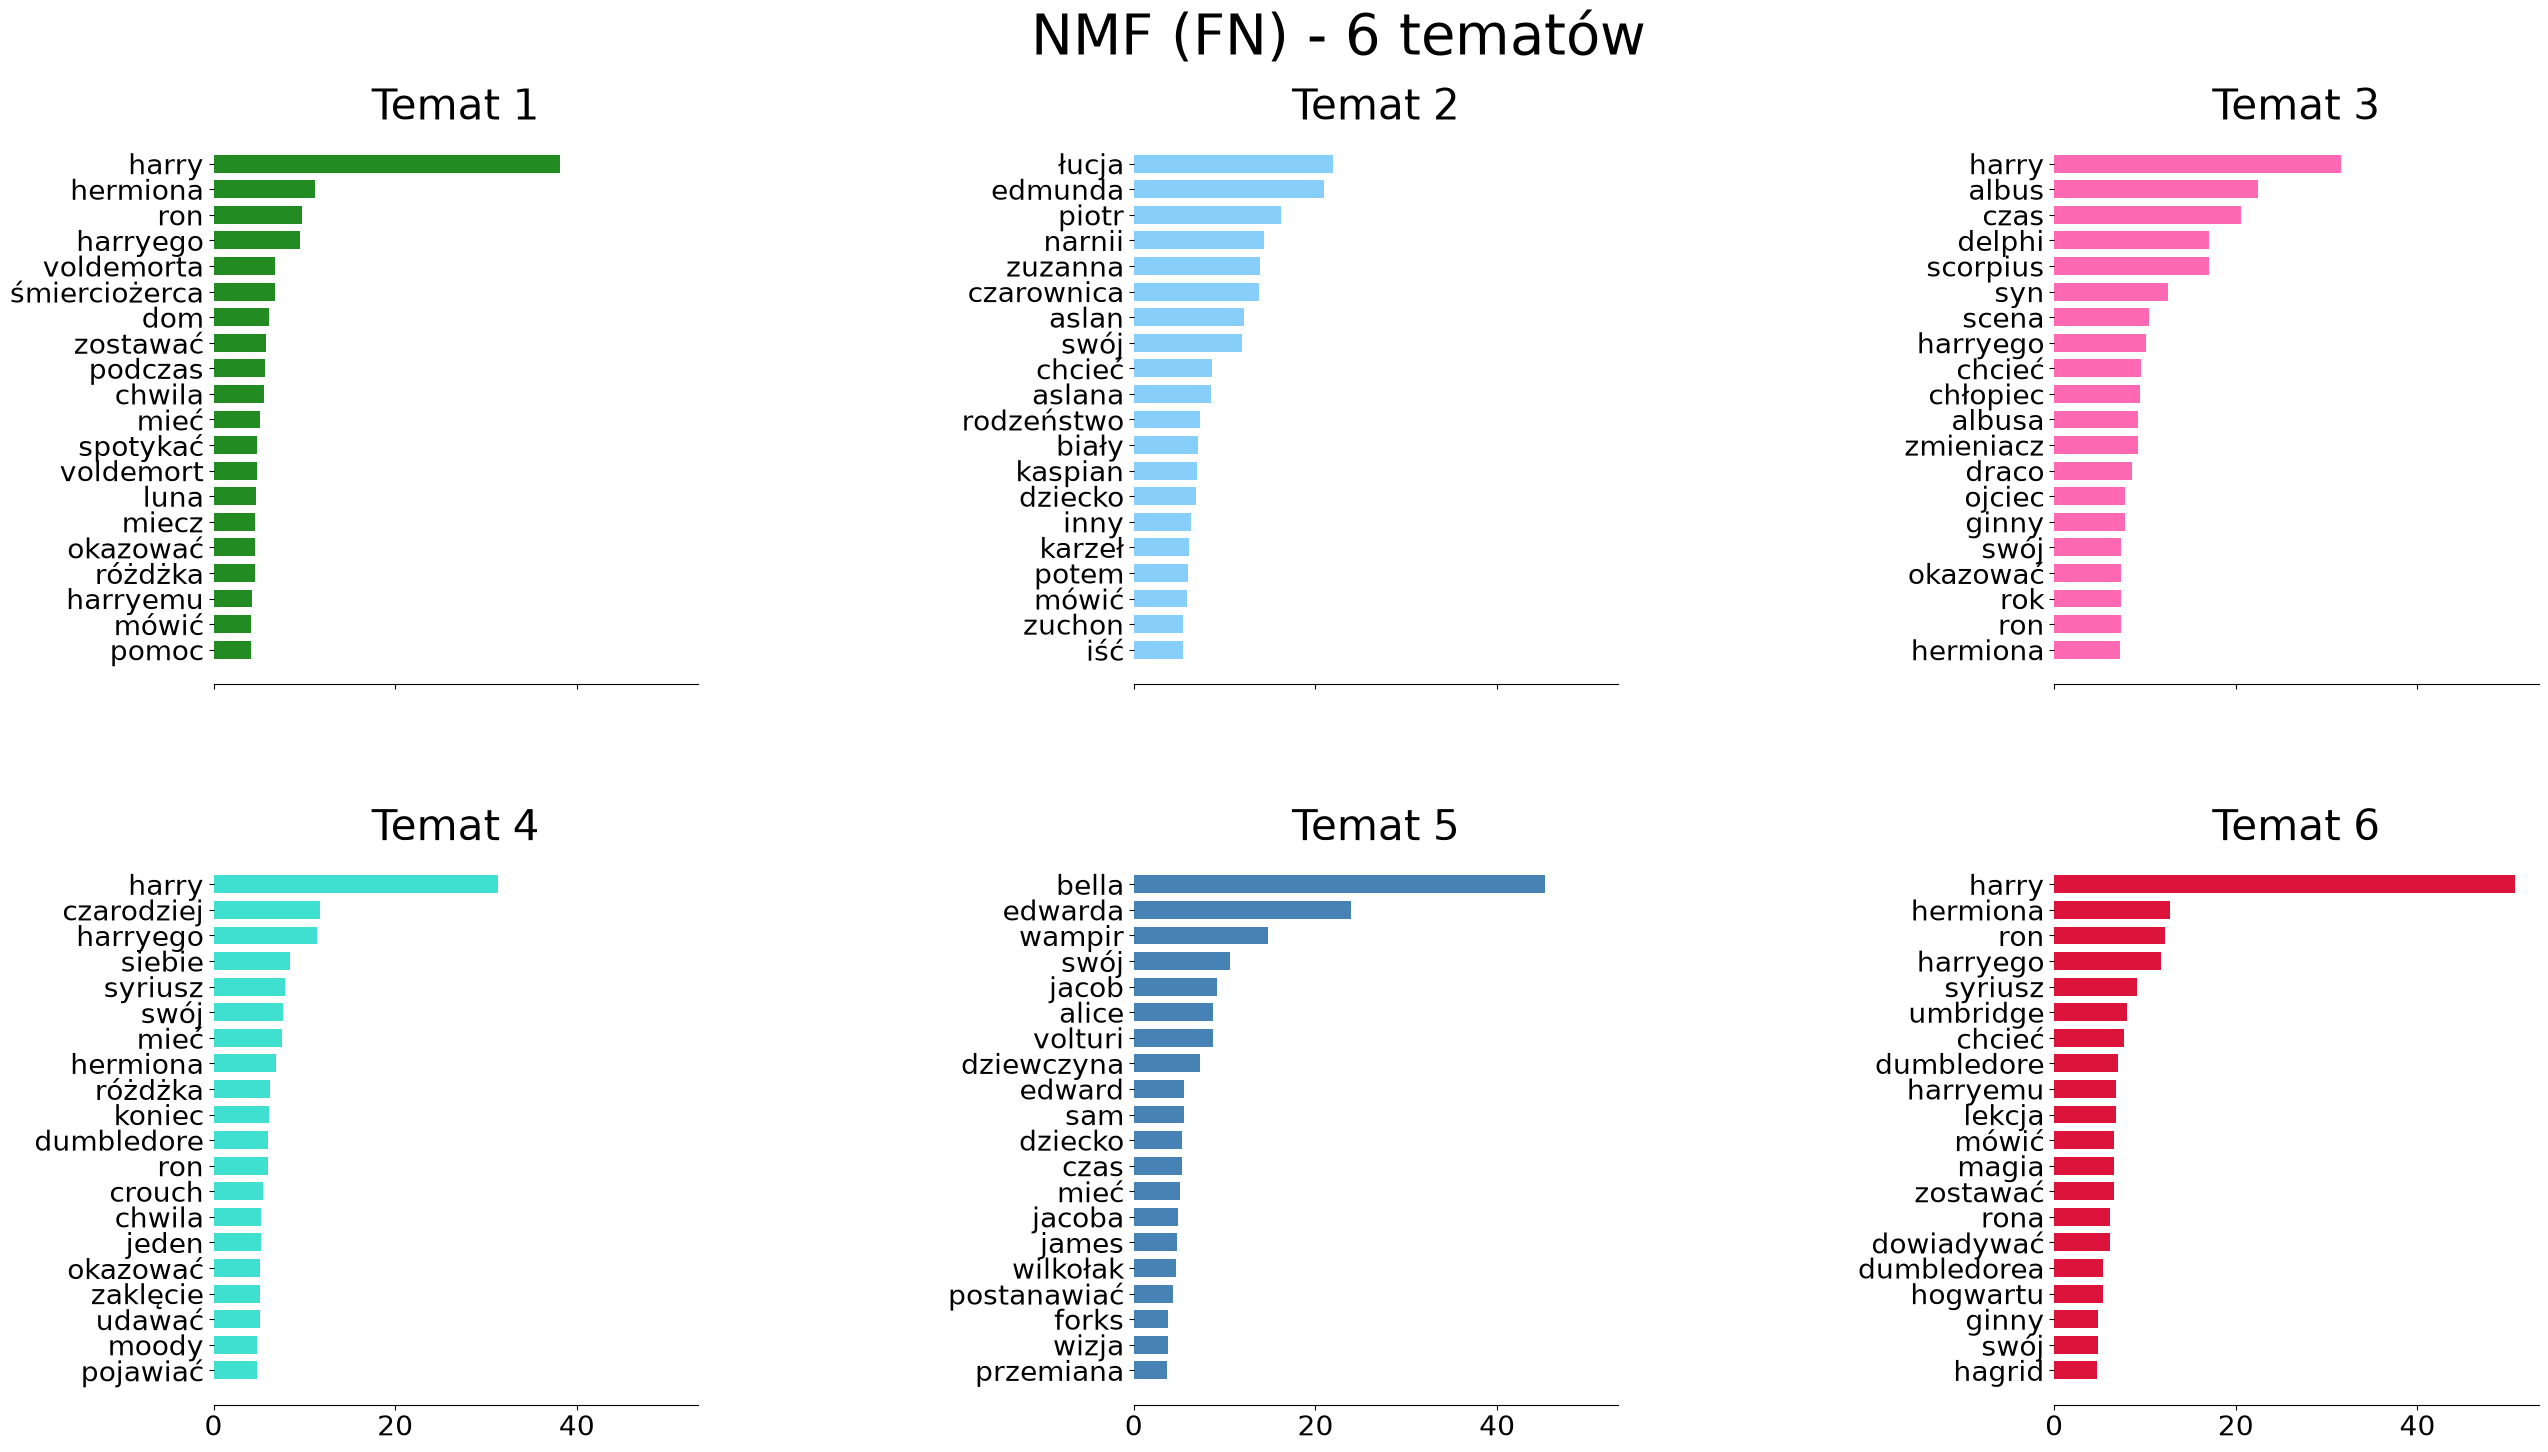 NMF (FN) - 6 tematów
Temat 1
harry
hermiona
ron
harryego
voldemorta
śmierciożerca
dom
zostawać
podczas
chwila
mieć
spotykać
voldemort
luna
miecz
okazować
różdżka
harryemu
mówić
pomoc
Temat 2
łucja
edmunda
piotr
narnii
zuzanna
czarownica
aslan
swój
chcieć
aslana
rodzeństwo
biały
kaspian
dziecko
inny
karzeł
potem
mówić
zuchon
iść
Temat 3
harry
albus
czas
delphi
scorpius
syn
scena
harryego
chcieć
chłopiec
albusa
zmieniacz
draco
ojciec
ginny
swój
okazować
rok
ron
hermiona
Temat 4
harry
czarodziej
harryego
siebie
syriusz
swój
mieć
hermiona
różdżka
koniec
dumbledore
ron
crouch
chwila
jeden
okazować
zaklęcie
udawać
moody
pojawiać
0 20 40
Temat 5
bella
edwarda
wampir
swój
jacob
alice
volturi
dziewczyna
edward
sam
dziecko
czas
mieć
jacoba
james
wilkołak
postanawiać
forks
wizja
przemiana
0 20 40
Temat 6
harry
hermiona
ron
harryego
syriusz
umbridge
chcieć
dumbledore
harryemu
lekcja
mówić
magia
zostawać
rona
dowiadywać
dumbledorea
hogwartu
ginny
swój
hagrid
0 20 40